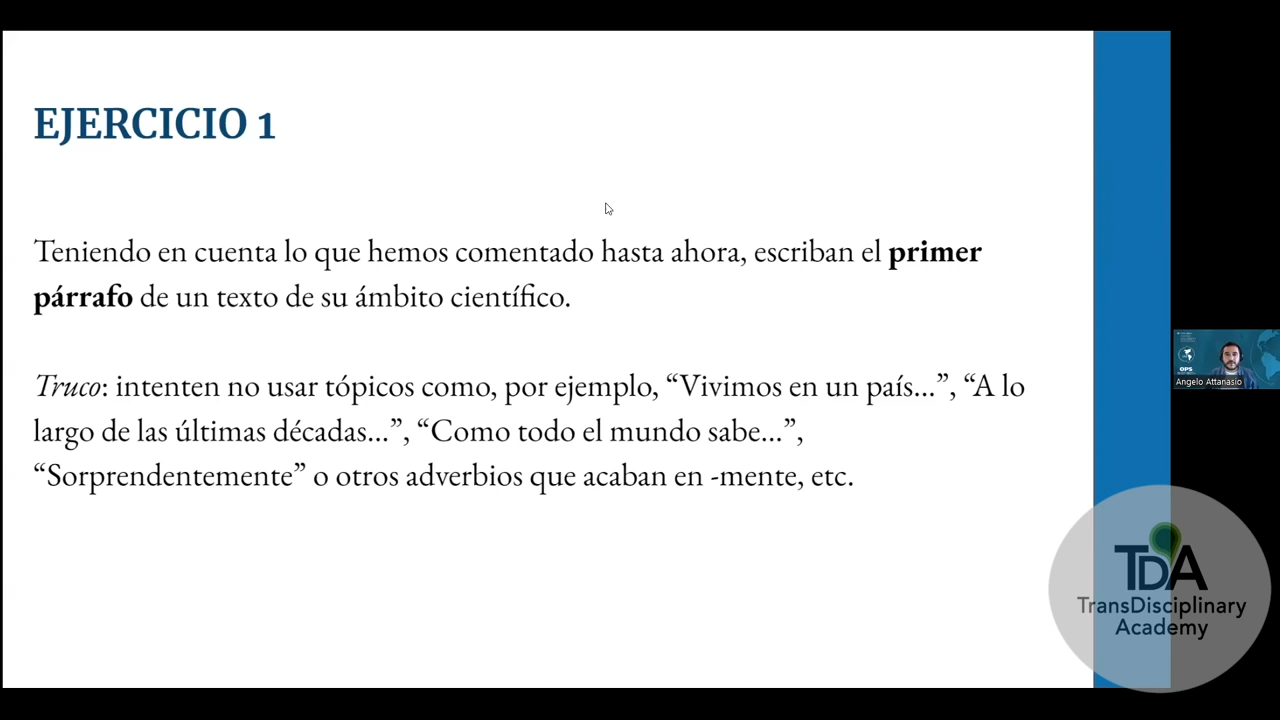 EJERCICIO 1
Teniendo en cuenta lo que hemos comentado hasta ahora, escriban el primer
párrafo de un texto de su ámbito científico.
Truco: intenten no usar tópicos como, por ejemplo, “Vivimos en un país...”, “A lo
largo de las últimas décadas...”, “Como todo el mundo sabe...”,
“Sorprendentemente” o otros adverbios que acaban en -mente, etc.
OPS
Angelo Attanasio
TDA
TransDisciplinary
Academy